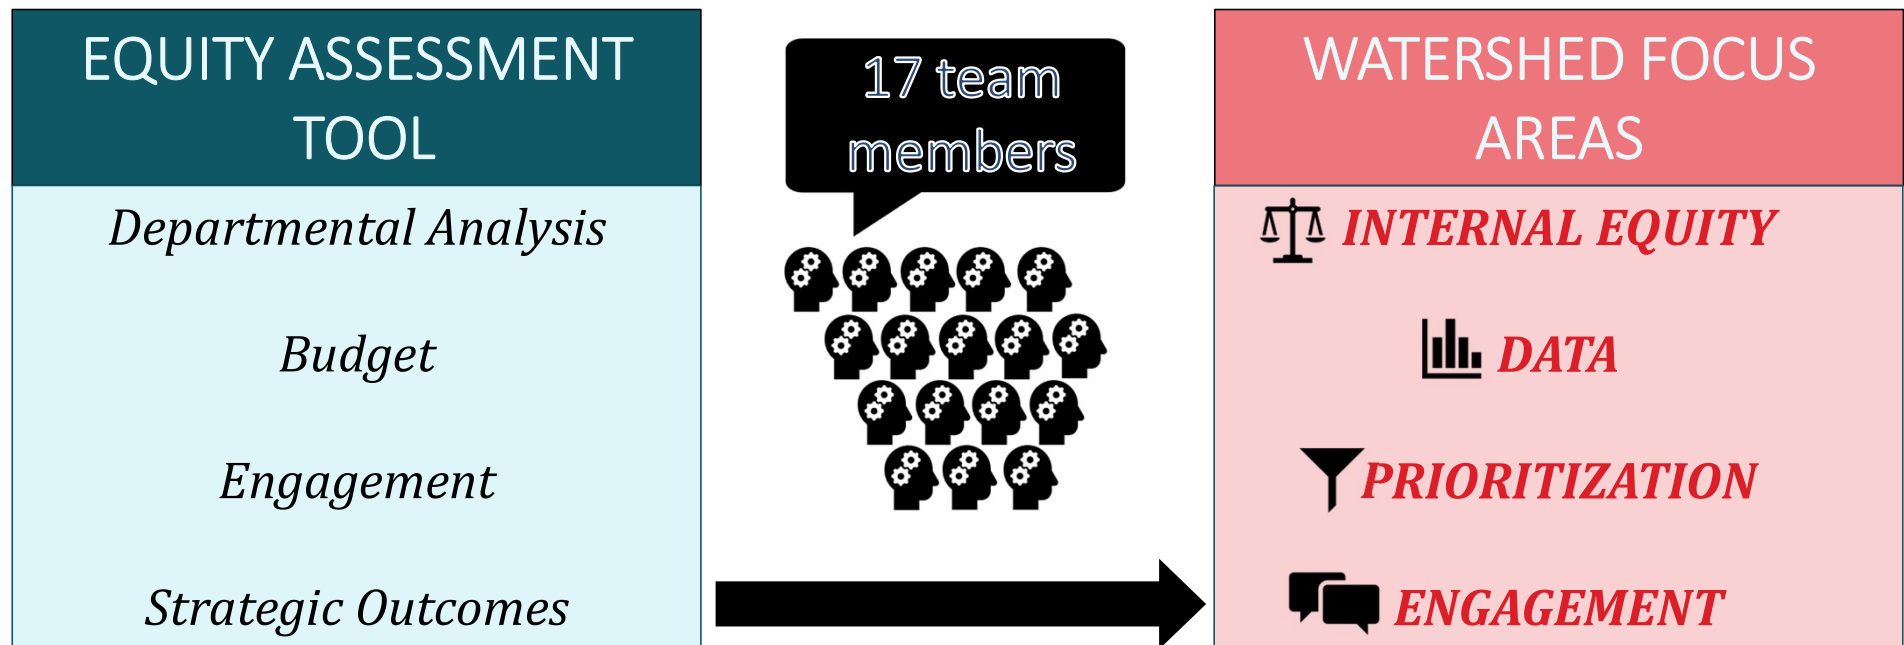 EQUITY ASSESSMENT
TOOL
Departmental Analysis
Budget
Engagement
Strategic Outcomes
17 team
members
WATERSHED FOCUS
AREAS
INTERNAL EQUITY
DATA
PRIORITIZATION
ENGAGEMENT